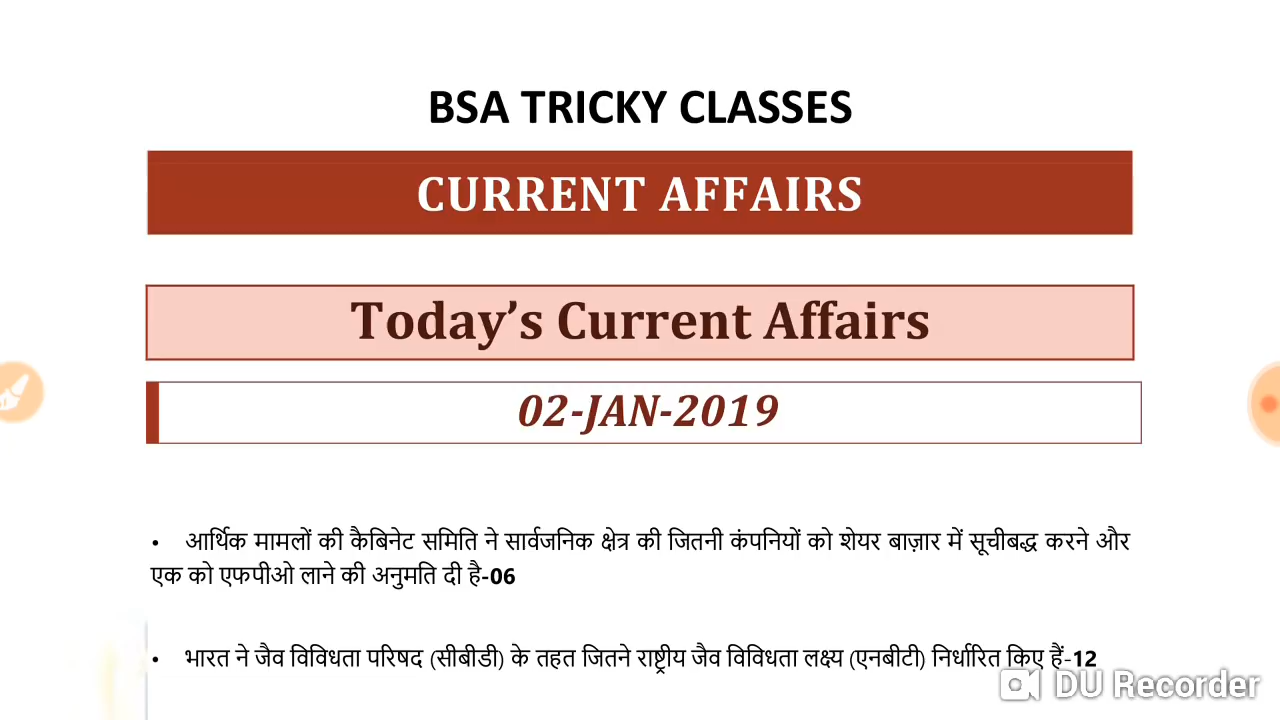 BSA TRICKY CLASSES
CURRENT AFFAIRS
Today’s Current Affairs
02-JAN-2019
• आर्थिक मामलों की कैबिनेट समिति ने सार्वजनिक क्षेत्र की जितनी कंपनियों को शेयर बाज़ार में सूचीबद्ध करने और
एक को एफपीओ लाने की अनुमति दी है-06
• भारत ने जैव विविधता परिषद (सीबीडी) के तहत जितने राष्ट्रीय जैव विविधता लक्ष्य (एनबीटी) निर्धारित किए हैं-12
DU Recorder